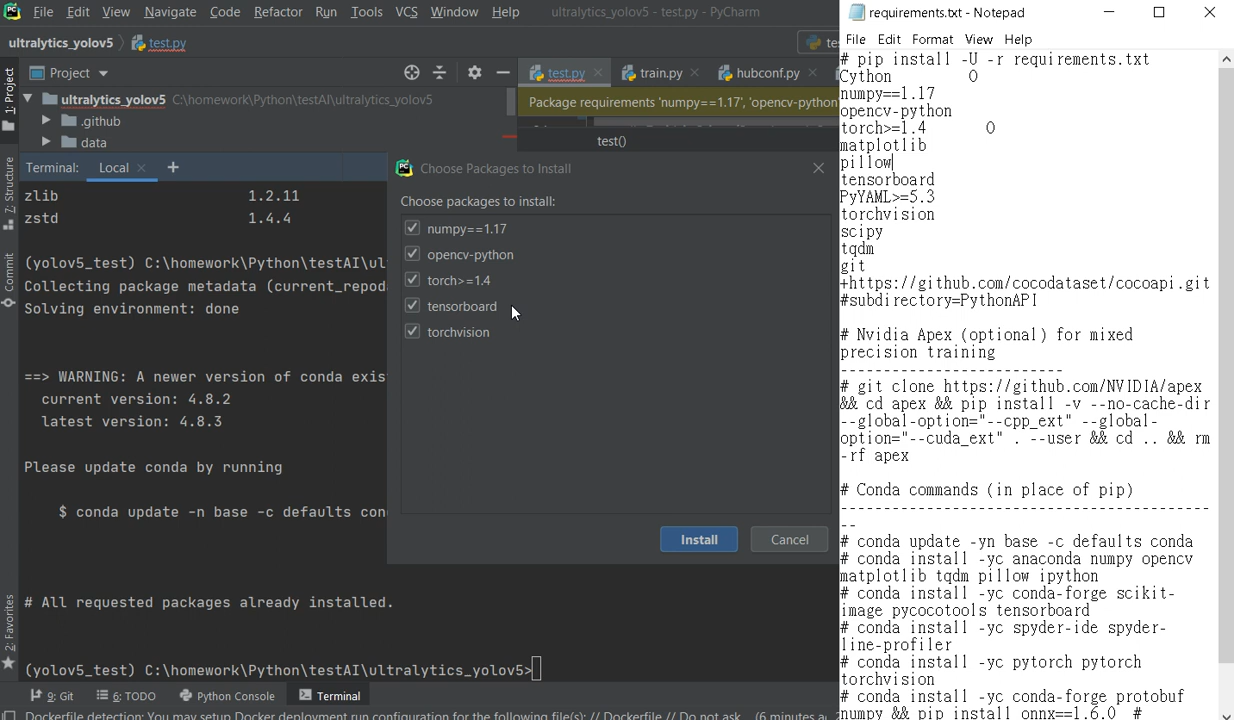 File Edit View Navigate Code Refactor Run Tools VCS Window Help ultralytics_yolov5 - test.py - PyCharm
ultralytics_yolov5 test.py
Project
test.py train.py hubconf.py
ultralytics_yolov5 C:\homework\Python\testAI\ultralytics_yolov5
Package requirements 'numpy==1.17', 'opencv-python'
.github
data
test()
1: Project
7: Structure
Commit
2: Favorites
Terminal: Local +
zlib 1.2.11
zstd 1.4.4
(yolov5_test) C:\homework\Python\testAI\ul
Collecting package metadata (current_repod
Solving environment: done
==> WARNING: A newer version of conda exis
current version: 4.8.2
latest version: 4.8.3
Please update conda by running
$ conda update -n base -c defaults con
# All requested packages already installed.
(yolov5_test) C:\homework\Python\testAI\ultralytics_yolov5>
Choose Packages to Install
Choose packages to install:
numpy==1.17
opencv-python
torch>=1.4
tensorboard
torchvision
Install Cancel
9: Git 6: TODO Python Console Terminal
Dockerfile detection: You may setup Docker deployment run configuration for the following file(s): // Dockerfile // Do not ask... (6 minutes a
requirements.txt - Notepad
File Edit Format View Help
# pip install -U -r requirements.txt
Cython O
numpy==1.17
opencv-python
torch>=1.4 O
matplotlib
pillow
tensorboard
PyYAML>=5.3
torchvision
scipy
tqdm
git
+https://github.com/cocodataset/cocoapi.git
#subdirectory=PythonAPI
# Nvidia Apex (optional) for mixed
precision training
--------------------------
# git clone https://github.com/NVIDIA/apex
&& cd apex && pip install -v --no-cache-dir
--global-option="--cpp_ext" --global-
option="--cuda_ext" . --user && cd .. && rm
-rf apex
# Conda commands (in place of pip)
-------------------------------------------
--
# conda update -yn base -c defaults conda
# conda install -yc anaconda numpy opencv
matplotlib tqdm pillow ipython
# conda install -yc conda-forge scikit-
image pycocotools tensorboard
# conda install -yc spyder-ide spyder-
line-profiler
# conda install -yc pytorch pytorch
torchvision
# conda install -yc conda-forge protobuf
numpy && pip install onnx==1.6.0 #